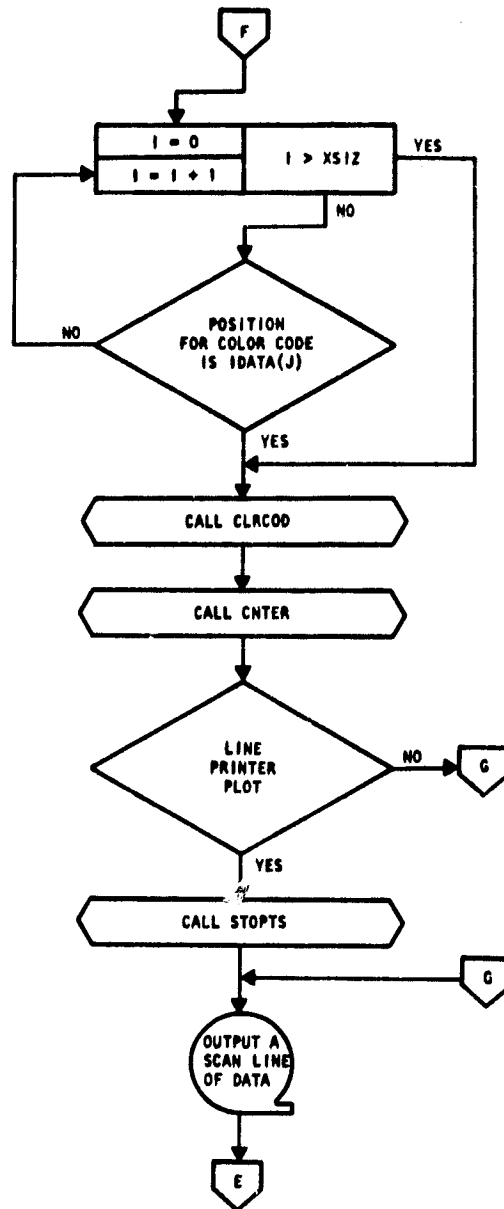 F
I = 0
I = I + 1
I > XSIZ
YES
NO
POSITION
FOR COLOR CODE
IS IDATA(J)
NO
YES
CALL CLRCOD
CALL CNTER
LINE
PRINTER
PLOT
NO
G
YES
CALL STOPTS
G
OUTPUT A
SCAN LINE
OF DATA
E